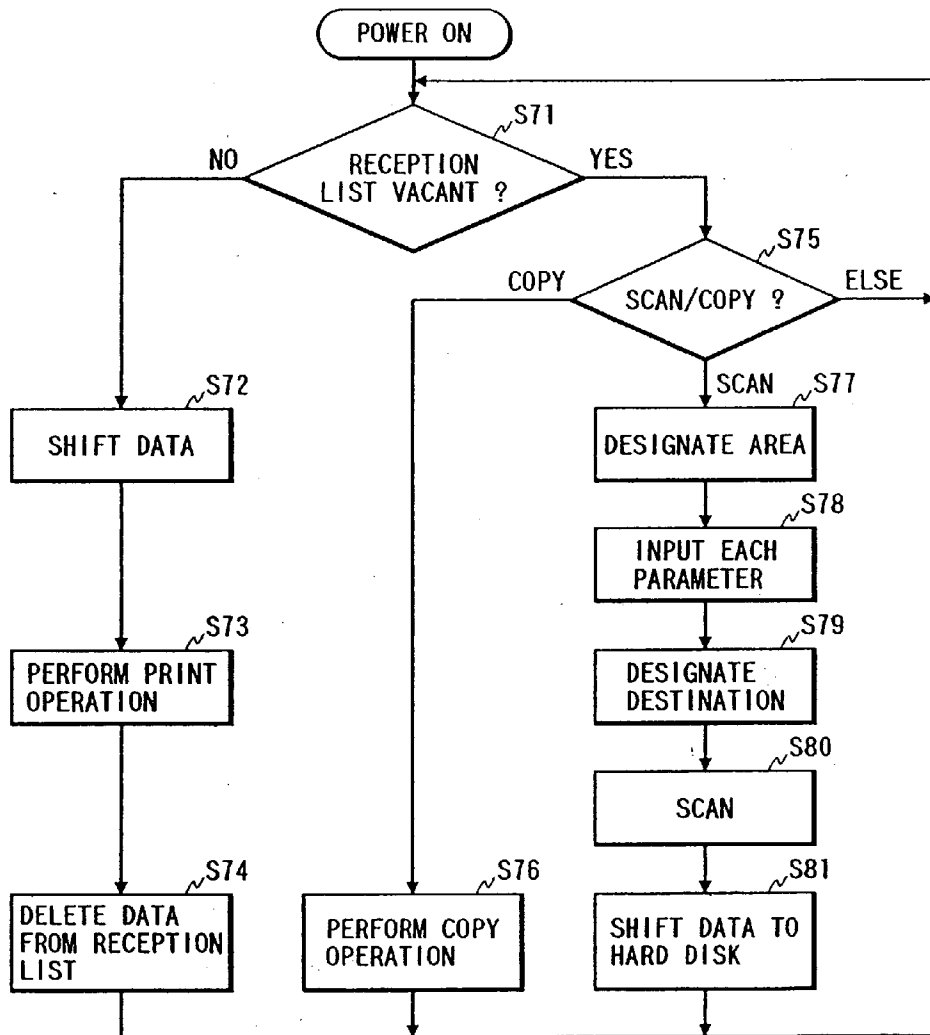 POWER ON
S71
NO
RECEPTION
LIST VACANT ?
YES
S75
COPY
SCAN/COPY ?
ELSE
SCAN
S72
SHIFT DATA
S77
DESIGNATE AREA
S78
INPUT EACH
PARAMETER
S73
PERFORM PRINT
OPERATION
S79
DESIGNATE
DESTINATION
S80
SCAN
S74
DELETE DATA
FROM RECEPTION
LIST
S76
PERFORM COPY
OPERATION
S81
SHIFT DATA TO
HARD DISK